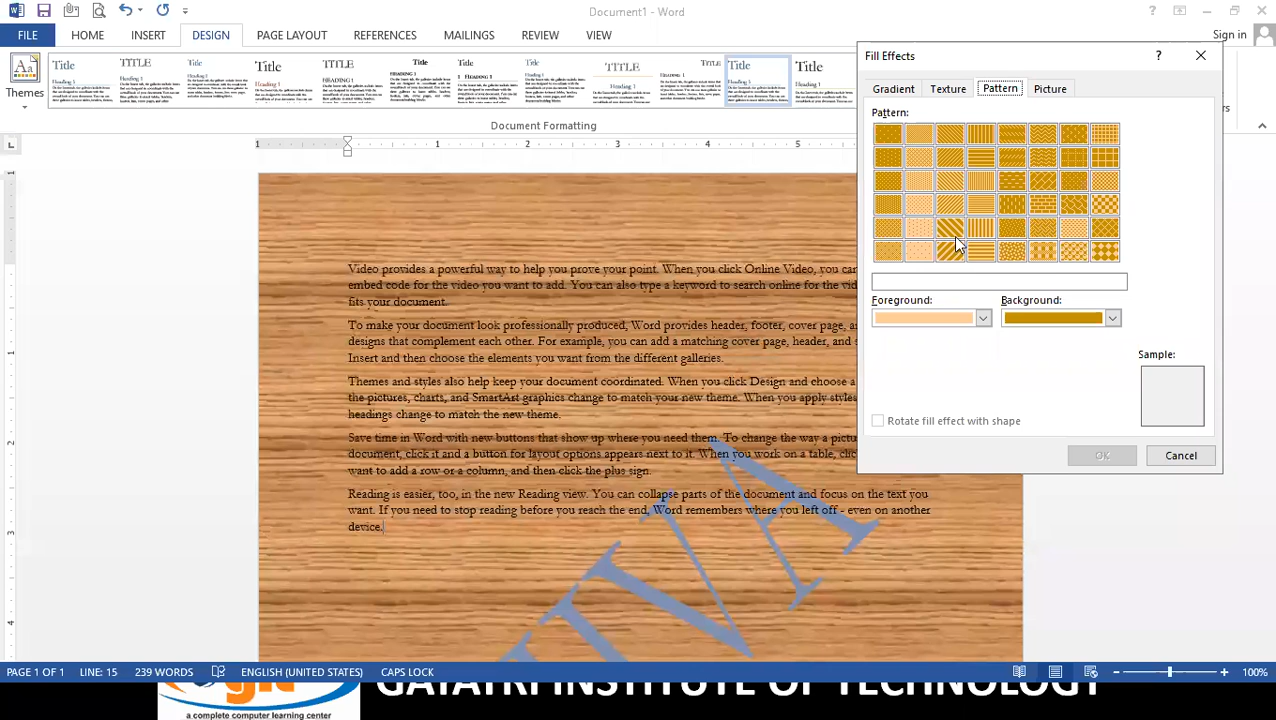 Document1 - Word
FILE HOME INSERT DESIGN PAGE LAYOUT REFERENCES MAILINGS REVIEW VIEW
Sign in
Themes
Document Formatting
Fill Effects
Gradient Texture Pattern Picture
Pattern:
Foreground: Background:
Sample:
Rotate fill effect with shape
OK Cancel
Video provides a powerful way to help you prove your point. When you click Online Video, you can
embed code for the video you want to add. You can also type a keyword to search online for the vid
fits your document.
To make your document look professionally produced, Word provides header, footer, cover page, an
designs that complement each other. For example, you can add a matching cover page, header, and s
Insert and then choose the elements you want from the different galleries.
Themes and styles also help keep your document coordinated. When you click Design and choose a
the pictures, charts, and SmartArt graphics change to match your new theme. When you apply styles
headings change to match the new theme.
Save time in Word with new buttons that show up where you need them. To change the way a pictu
document, click it and a button for layout options appears next to it. When you work on a table, clic
want to add a row or a column, and then click the plus sign.
Reading is easier, too, in the new Reading view. You can collapse parts of the document and focus on the text you
want. If you need to stop reading before you reach the end, Word remembers where you left off - even on another
device.
IVA
PAGE 1 OF 1 LINE: 15 239 WORDS ENGLISH (UNITED STATES) CAPS LOCK 100%
GAYATRI INSTITUTE OF TECHNOLOGY
a complete computer learning center